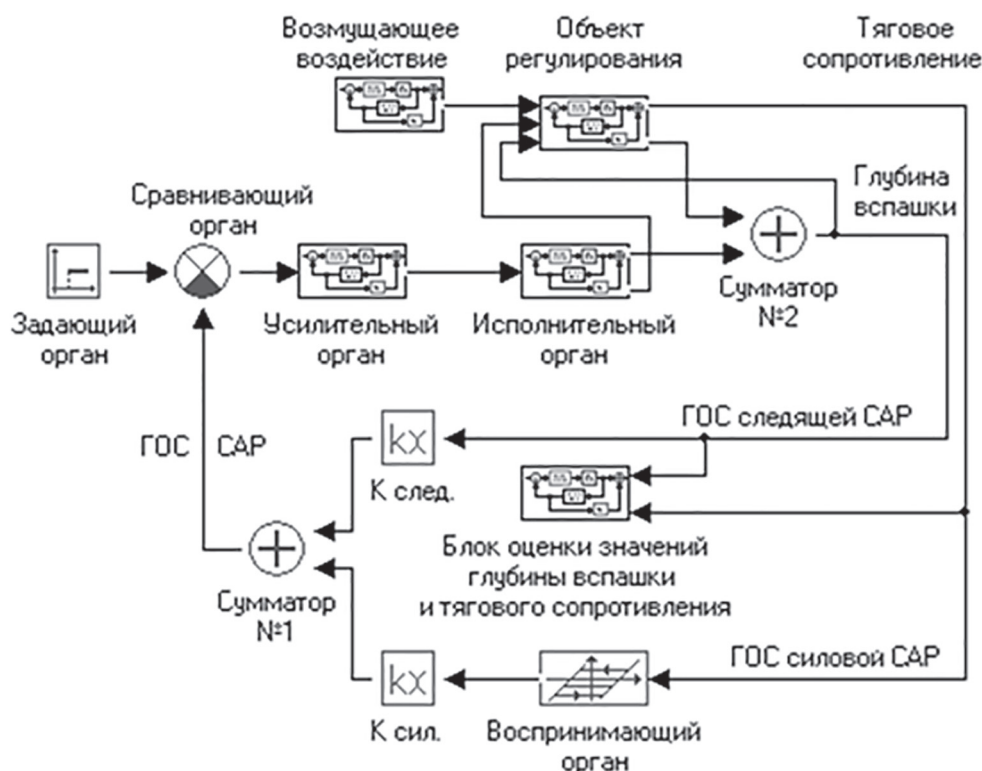 Возмущающее
воздействие
Объект
регулирования
Тяговое
сопротивление
Сравнивающий
орган
Глубина
вспашки
Задающий
орган
Усилительный
орган
Исполнительный
орган
Сумматор
№2
ГОС следящей САР
kx
К след.
ГОС САР
Блок оценки значений
глубины вспашки
и тягового сопротивления
Сумматор
№1
ГОС силовой САР
kx
К сил.
Воспринимающий
орган